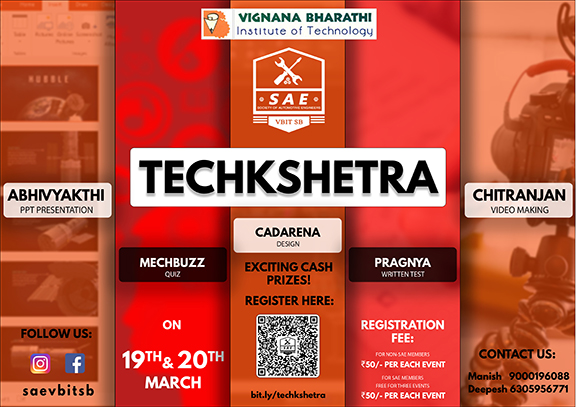 VIGNANA BHARATHI
Institute of Technology
SAE
SOCIETY OF AUTOMOTIVE ENGINEERS
VBIT SB
TECHKSHETRA
ABHIVYAKTHI
PPT PRESENTATION
CHITRANJAN
VIDEO MAKING
CADARENA
DESIGN
MECHBUZZ
QUIZ
PRAGNYA
WRITTEN TEST
EXCITING CASH
PRIZES!
REGISTER HERE:
bit.ly/techkshetra
ON
19TH & 20TH
MARCH
REGISTRATION
FEE:
FOR NON-SAE MEMBERS
₹50/- PER EACH EVENT
FOR SAE MEMBERS
FREE FOR THREE EVENTS
₹50/- PER EACH EVENT
FOLLOW US:
saevbitsb
CONTACT US:
Manish 9000196088
Deepesh 6305956771